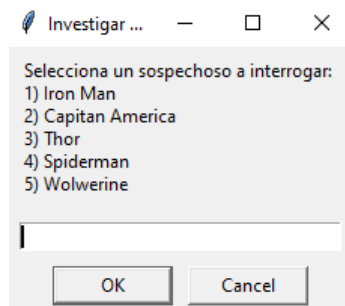 Investigar ...
Selecciona un sospechoso a interrogar:
1) Iron Man
2) Capitan America
3) Thor
4) Spiderman
5) Wolwerine
OK Cancel